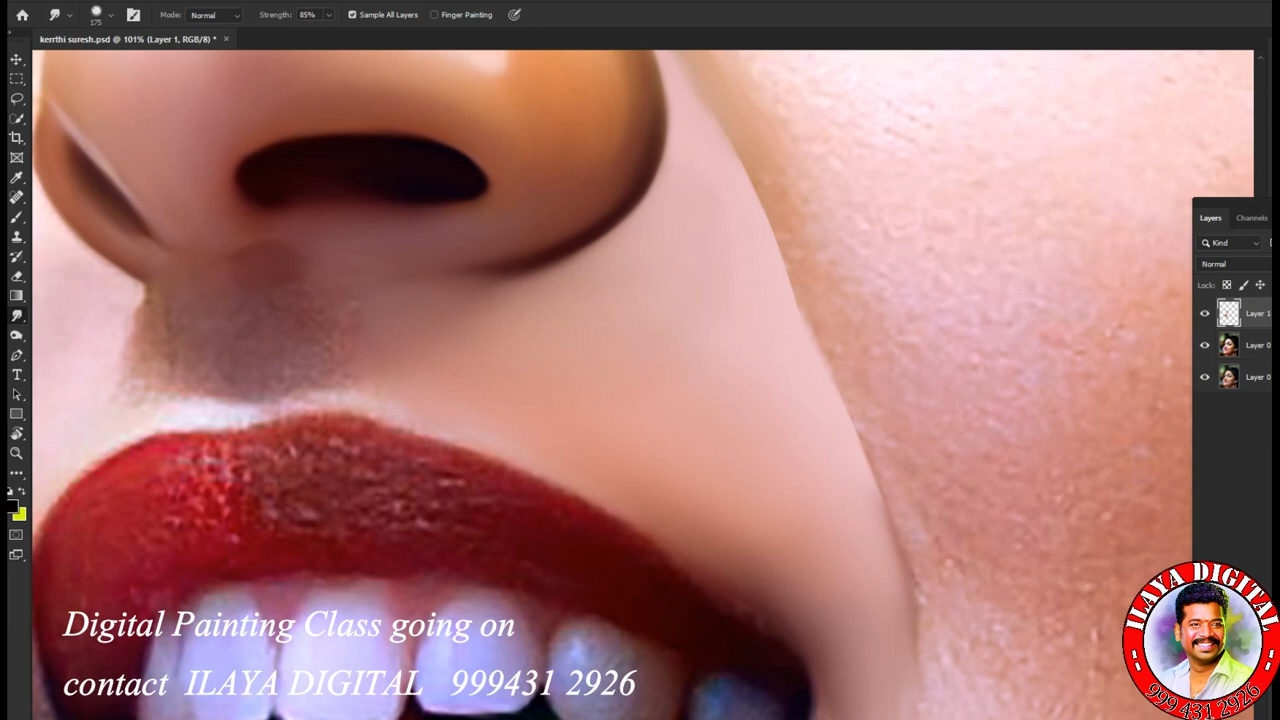 175
Mode: Normal
Strength: 85%
Sample All Layers
Finger Painting
kerrthi suresh.psd @ 101% (Layer 1, RGB/8) *
Layers
Channels
Kind
Normal
Lock:
Layer 1
Layer 0
Layer 0
Digital Painting Class going on
contact ILAYA DIGITAL 999431 2926
ILAYA DIGITAL
999 431 2926